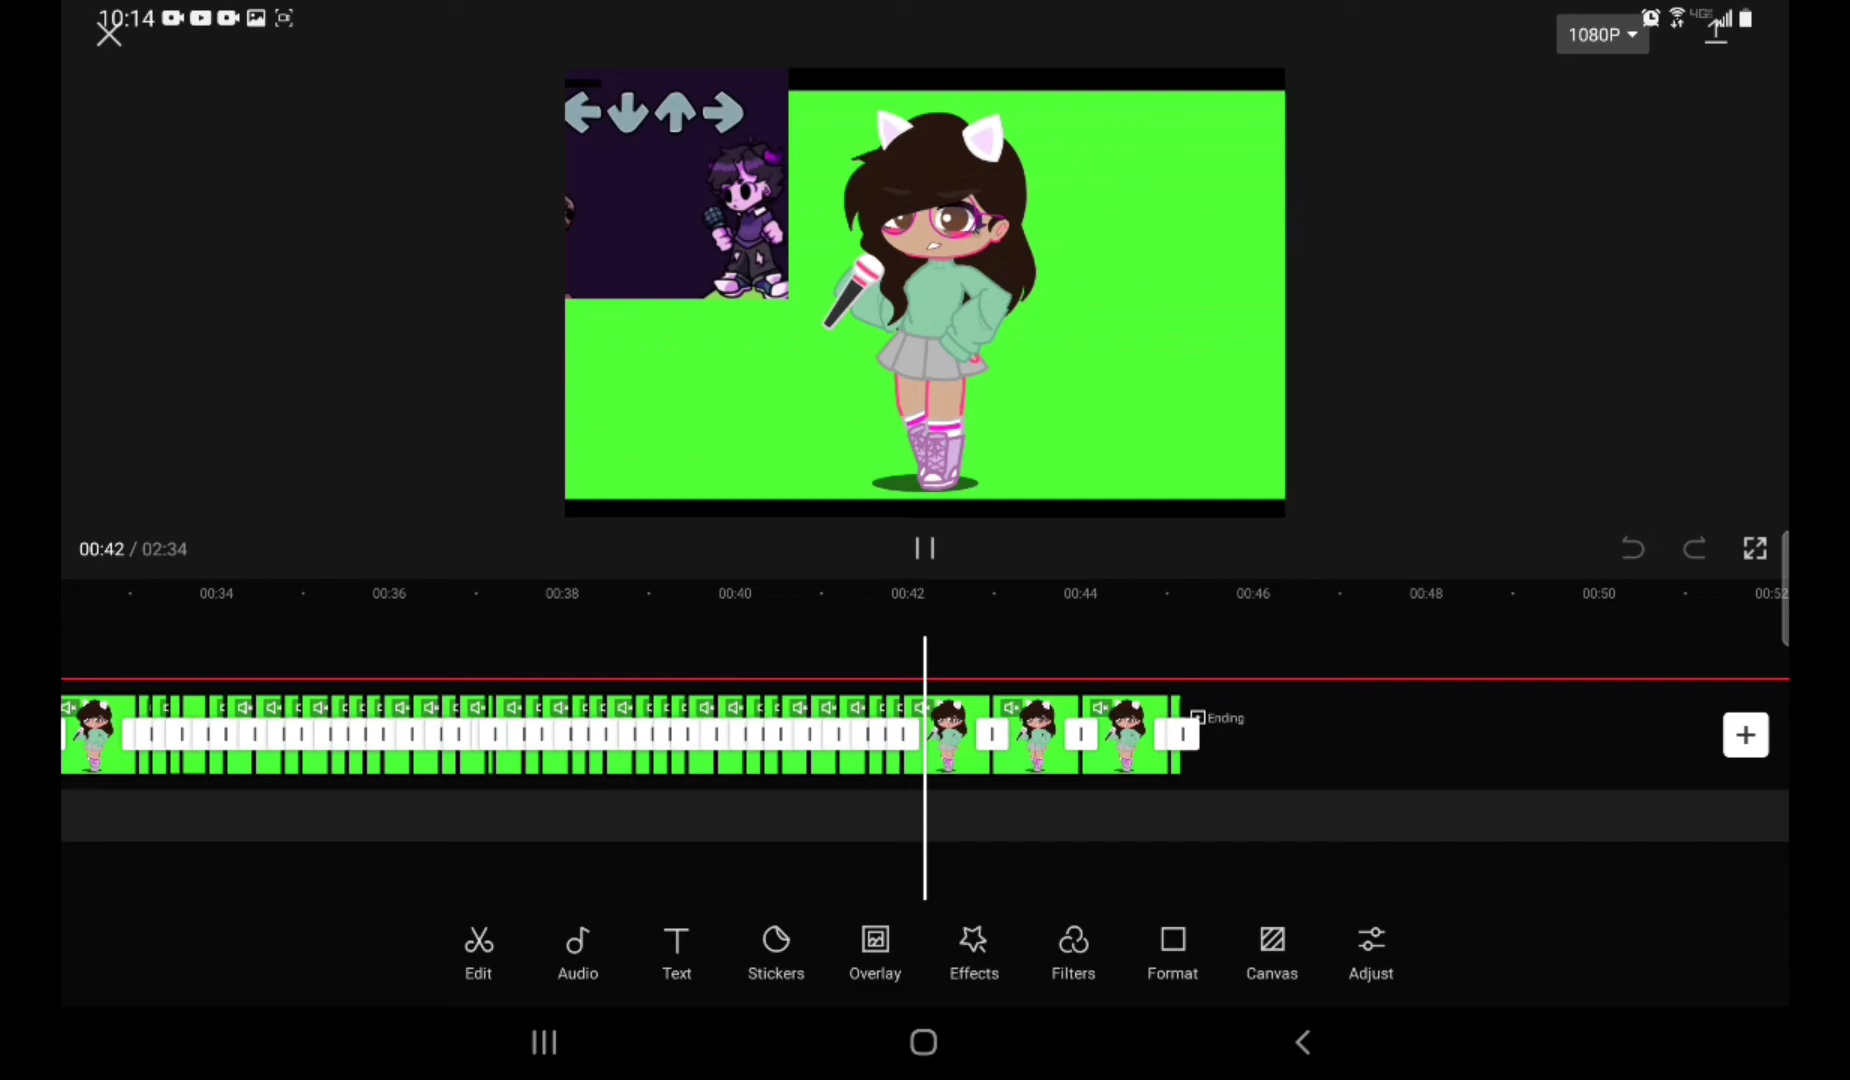 10:14
1080P
4G
00:42 / 02:34
00:34
00:36
00:38
00:40
00:42
00:44
00:46
00:48
00:50
00:52
Ending
Edit
Audio
Text
Stickers
Overlay
Effects
Filters
Format
Canvas
Adjust